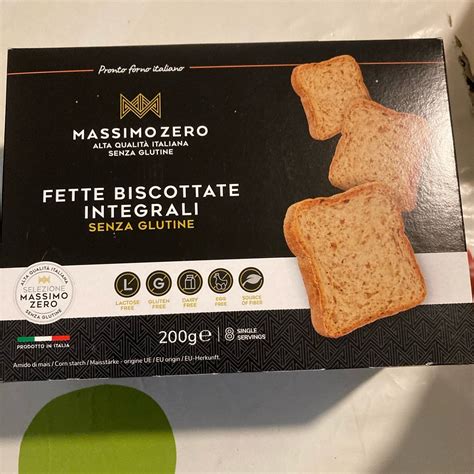 Pronto forno italiano
MASSIMO ZERO
ALTA QUALITÀ ITALIANA
SENZA GLUTINE
FETTE BISCOTTATE
INTEGRALI
SENZA GLUTINE
ALTA QUALITÀ ITALIANA
SELEZIONE
MASSIMO
ZERO
SENZA GLUTINE
LACTOSE
FREE
GLUTEN
FREE
DAIRY
FREE
EGG
FREE
SOURCE
OF FIBER
PRODOTTO IN ITALIA
200g℮
8 SINGLE
SERVINGS
Amido di mais / Corn starch / Maisstärke - origine UE / EU origin / EU-Herkunft.